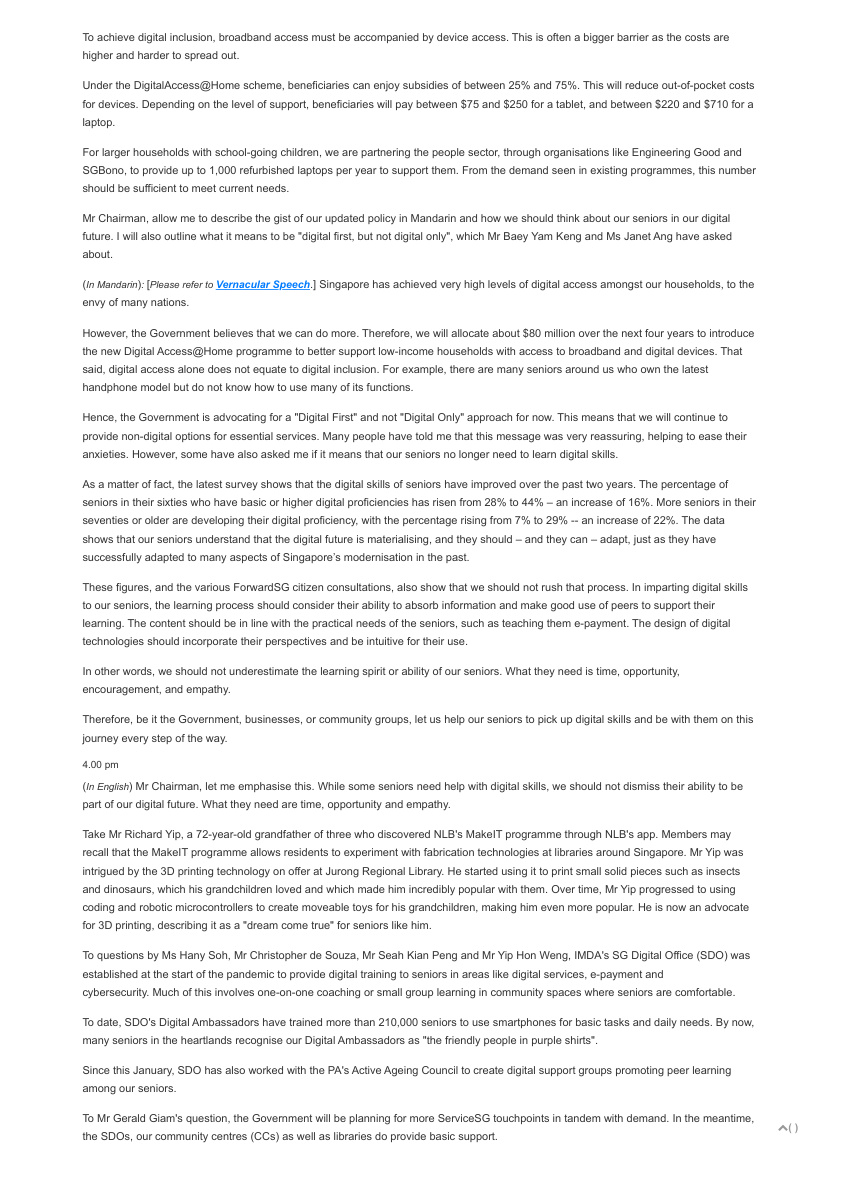 To achieve digital inclusion, broadband access must be accompanied by device access. This is often a bigger barrier as the costs are
higher and harder to spread out.
Under the DigitalAccess@Home scheme, beneficiaries can enjoy subsidies of between 25% and 75%. This will reduce out-of-pocket costs
for devices. Depending on the level of support, beneficiaries will pay between $75 and $250 for a tablet, and between $220 and $710 for a
laptop.
For larger households with school-going children, we are partnering the people sector, through organisations like Engineering Good and
SGBono, to provide up to 1,000 refurbished laptops per year to support them. From the demand seen in existing programmes, this number
should be sufficient to meet current needs.
Mr Chairman, allow me to describe the gist of our updated policy in Mandarin and how we should think about our seniors in our digital
future. I will also outline what it means to be "digital first, but not digital only", which Mr Baey Yam Keng and Ms Janet Ang have asked
about.
(In Mandarin): [Please refer to Vernacular Speech.] Singapore has achieved very high levels of digital access amongst our households, to the
envy of many nations.
However, the Government believes that we can do more. Therefore, we will allocate about $80 million over the next four years to introduce
the new Digital Access@Home programme to better support low-income households with access to broadband and digital devices. That
said, digital access alone does not equate to digital inclusion. For example, there are many seniors around us who own the latest
handphone model but do not know how to use many of its functions.
Hence, the Government is advocating for a "Digital First" and not "Digital Only" approach for now. This means that we will continue to
provide non-digital options for essential services. Many people have told me that this message was very reassuring, helping to ease their
anxieties. However, some have also asked me if it means that our seniors no longer need to learn digital skills.
As a matter of fact, the latest survey shows that the digital skills of seniors have improved over the past two years. The percentage of
seniors in their sixties who have basic or higher digital proficiencies has risen from 28% to 44% – an increase of 16%. More seniors in their
seventies or older are developing their digital proficiency, with the percentage rising from 7% to 29% -- an increase of 22%. The data
shows that our seniors understand that the digital future is materialising, and they should – and they can – adapt, just as they have
successfully adapted to many aspects of Singapore's modernisation in the past.
These figures, and the various ForwardSG citizen consultations, also show that we should not rush that process. In imparting digital skills
to our seniors, the learning process should consider their ability to absorb information and make good use of peers to support their
learning. The content should be in line with the practical needs of the seniors, such as teaching them e-payment. The design of digital
technologies should incorporate their perspectives and be intuitive for their use.
In other words, we should not underestimate the learning spirit or ability of our seniors. What they need is time, opportunity,
encouragement, and empathy.
Therefore, be it the Government, businesses, or community groups, let us help our seniors to pick up digital skills and be with them on this
journey every step of the way.
4.00 pm
(In English) Mr Chairman, let me emphasise this. While some seniors need help with digital skills, we should not dismiss their ability to be
part of our digital future. What they need are time, opportunity and empathy.
Take Mr Richard Yip, a 72-year-old grandfather of three who discovered NLB's MakeIT programme through NLB's app. Members may
recall that the MakeIT programme allows residents to experiment with fabrication technologies at libraries around Singapore. Mr Yip was
intrigued by the 3D printing technology on offer at Jurong Regional Library. He started using it to print small solid pieces such as insects
and dinosaurs, which his grandchildren loved and which made him incredibly popular with them. Over time, Mr Yip progressed to using
coding and robotic microcontrollers to create moveable toys for his grandchildren, making him even more popular. He is now an advocate
for 3D printing, describing it as a "dream come true" for seniors like him.
To questions by Ms Hany Soh, Mr Christopher de Souza, Mr Seah Kian Peng and Mr Yip Hon Weng, IMDA's SG Digital Office (SDO) was
established at the start of the pandemic to provide digital training to seniors in areas like digital services, e-payment and
cybersecurity. Much of this involves one-on-one coaching or small group learning in community spaces where seniors are comfortable.
To date, SDO's Digital Ambassadors have trained more than 210,000 seniors to use smartphones for basic tasks and daily needs. By now,
many seniors in the heartlands recognise our Digital Ambassadors as "the friendly people in purple shirts".
Since this January, SDO has also worked with the PA's Active Ageing Council to create digital support groups promoting peer learning
among our seniors.
To Mr Gerald Giam's question, the Government will be planning for more ServiceSG touchpoints in tandem with demand. In the meantime,
the SDOs, our community centres (CCs) as well as libraries do provide basic support.
( )